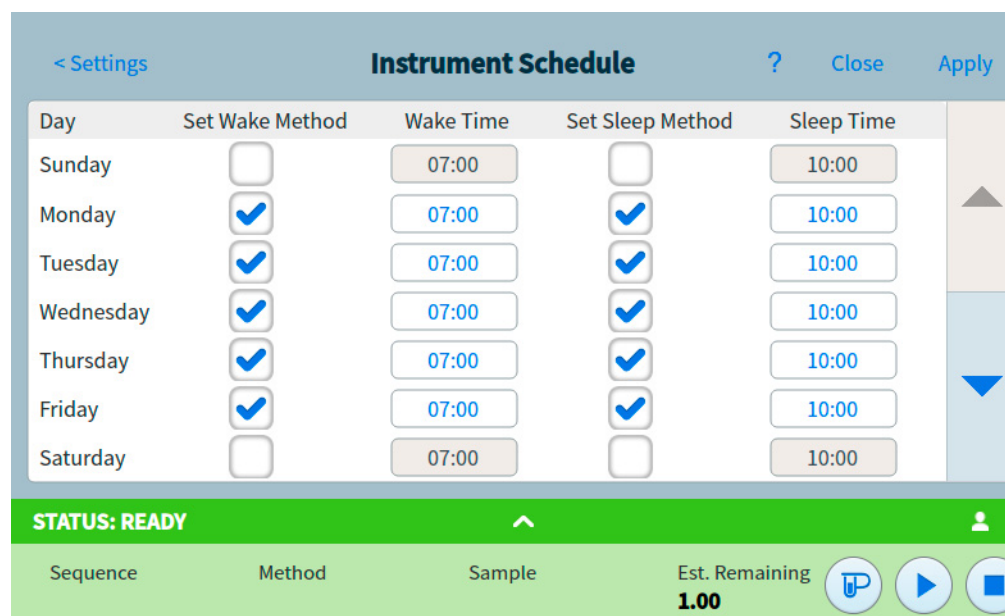 < Settings Instrument Schedule ? Close Apply
Day Set Wake Method Wake Time Set Sleep Method Sleep Time
Sunday 07:00 10:00
Monday 07:00 10:00
Tuesday 07:00 10:00
Wednesday 07:00 10:00
Thursday 07:00 10:00
Friday 07:00 10:00
Saturday 07:00 10:00
STATUS: READY
Sequence Method Sample Est. Remaining
1.00